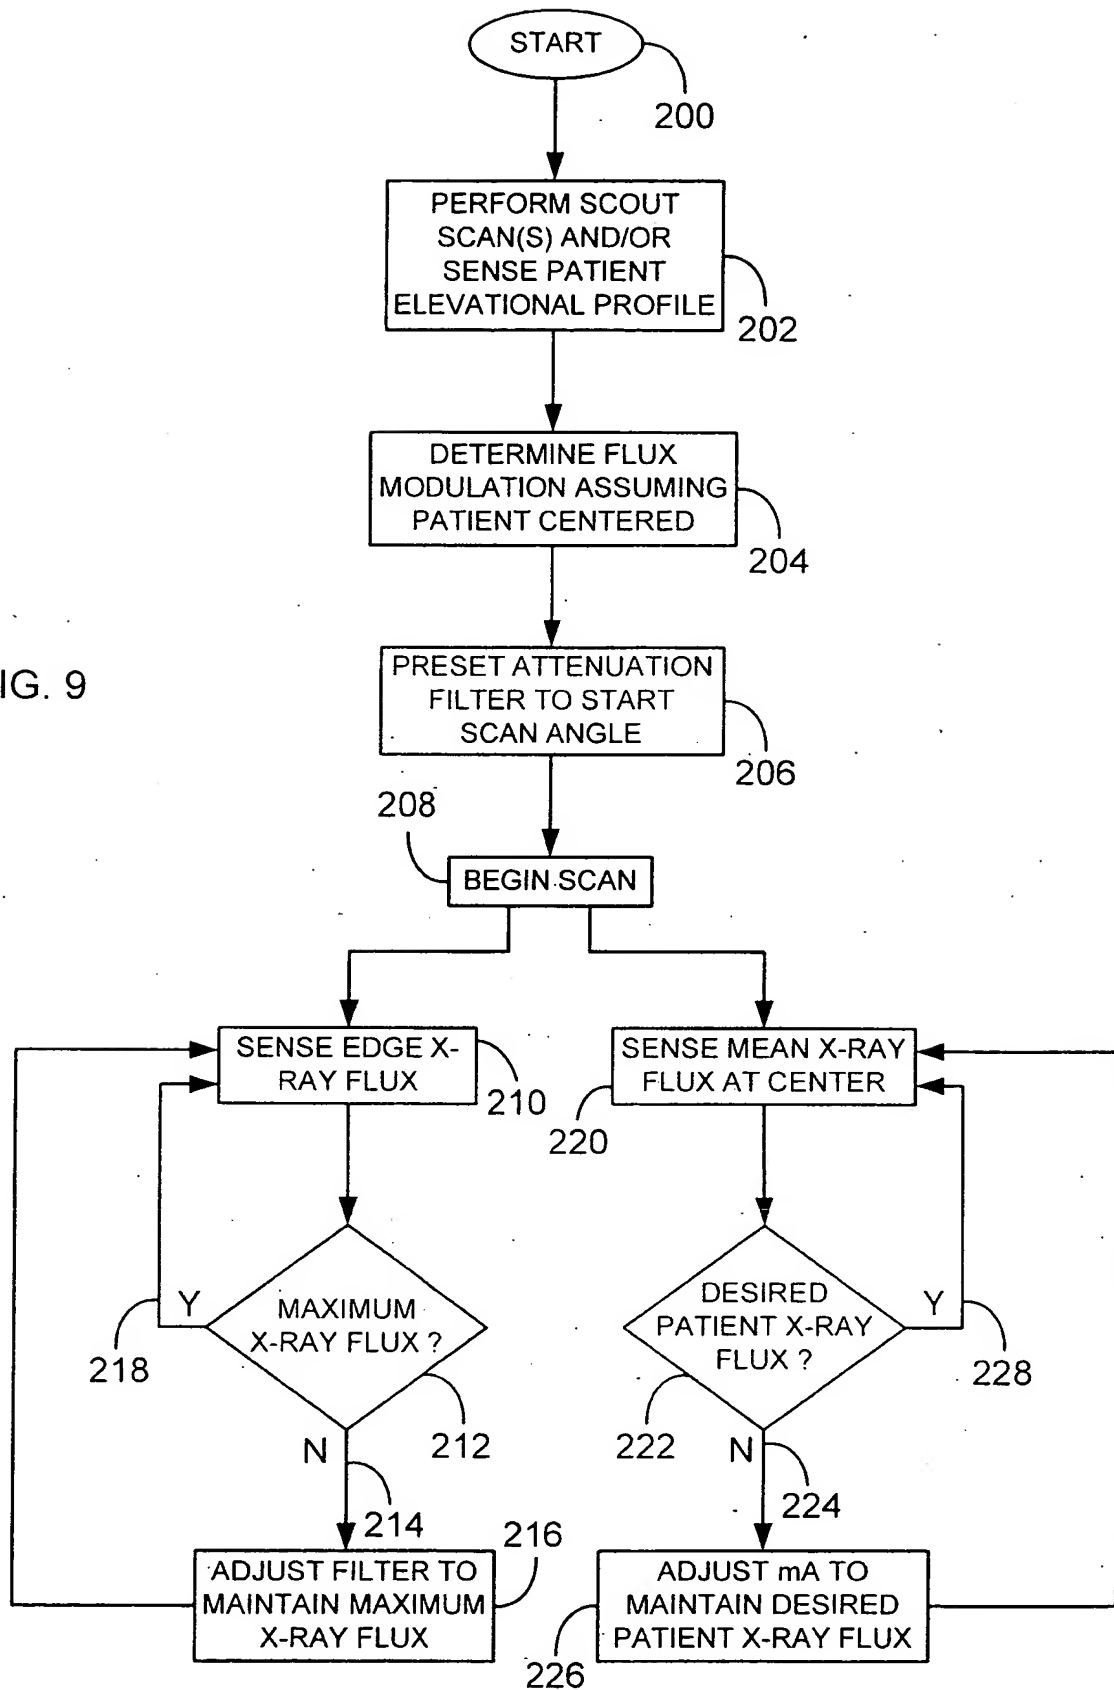 START
200
PERFORM SCOUT
SCAN(S) AND/OR
SENSE PATIENT
ELEVATIONAL PROFILE
202
DETERMINE FLUX
MODULATION ASSUMING
PATIENT CENTERED
204
IG. 9
PRESET ATTENUATION
FILTER TO START
SCAN ANGLE
206
208
BEGIN SCAN
SENSE EDGE X-
RAY FLUX
210
SENSE MEAN X-RAY
FLUX AT CENTER
220
MAXIMUM
X-RAY FLUX ?
Y
218
212
N
214
DESIRED
PATIENT X-RAY
FLUX ?
Y
228
222
N
224
ADJUST FILTER TO
MAINTAIN MAXIMUM
X-RAY FLUX
216
ADJUST mA TO
MAINTAIN DESIRED
PATIENT X-RAY FLUX
226